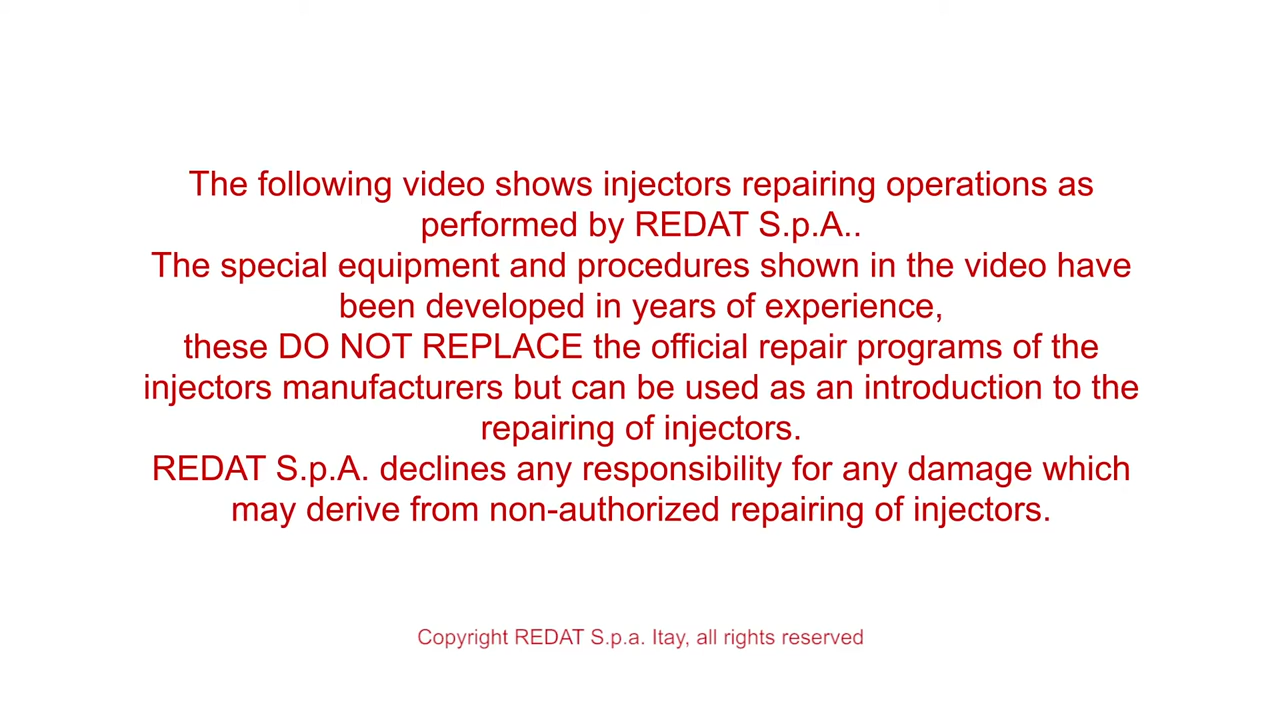 The following video shows injectors repairing operations as
performed by REDAT S.p.A..
The special equipment and procedures shown in the video have
been developed in years of experience,
these DO NOT REPLACE the official repair programs of the
injectors manufacturers but can be used as an introduction to the
repairing of injectors.
REDAT S.p.A. declines any responsibility for any damage which
may derive from non-authorized repairing of injectors.
Copyright REDAT S.p.a. Itay, all rights reserved